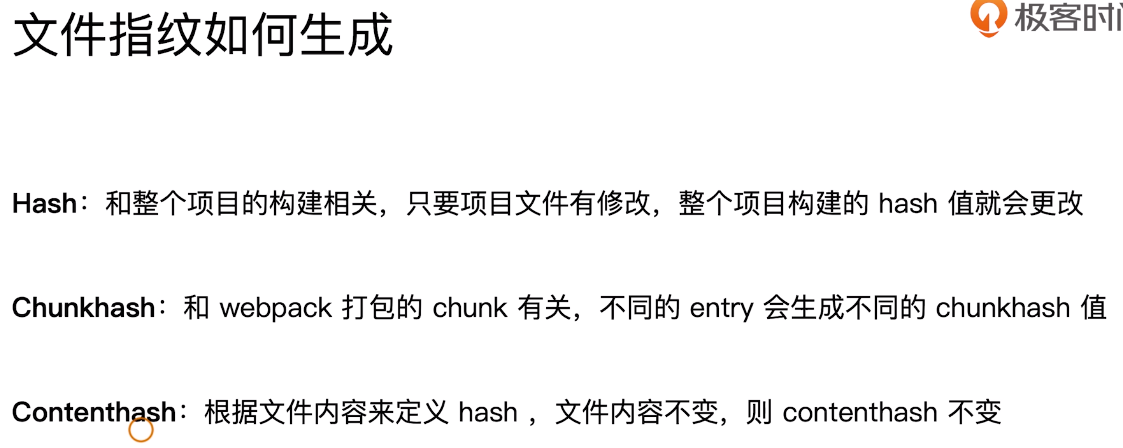 文件指纹如何生成
极客时间
Hash：和整个项目的构建相关，只要项目文件有修改，整个项目构建的 hash 值就会更改
Chunkhash：和 webpack 打包的 chunk 有关，不同的 entry 会生成不同的 chunkhash 值
Contenthash：根据文件内容来定义 hash ，文件内容不变，则 contenthash 不变